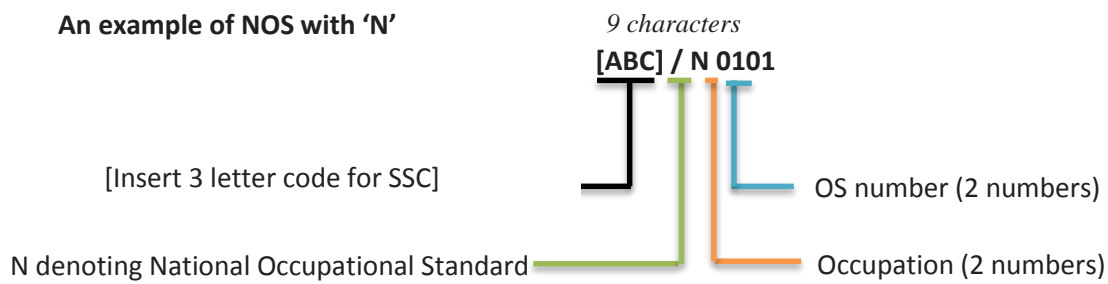 An example of NOS with ‘N’
9 characters
[ABC] / N 0101
[Insert 3 letter code for SSC]
OS number (2 numbers)
N denoting National Occupational Standard
Occupation (2 numbers)